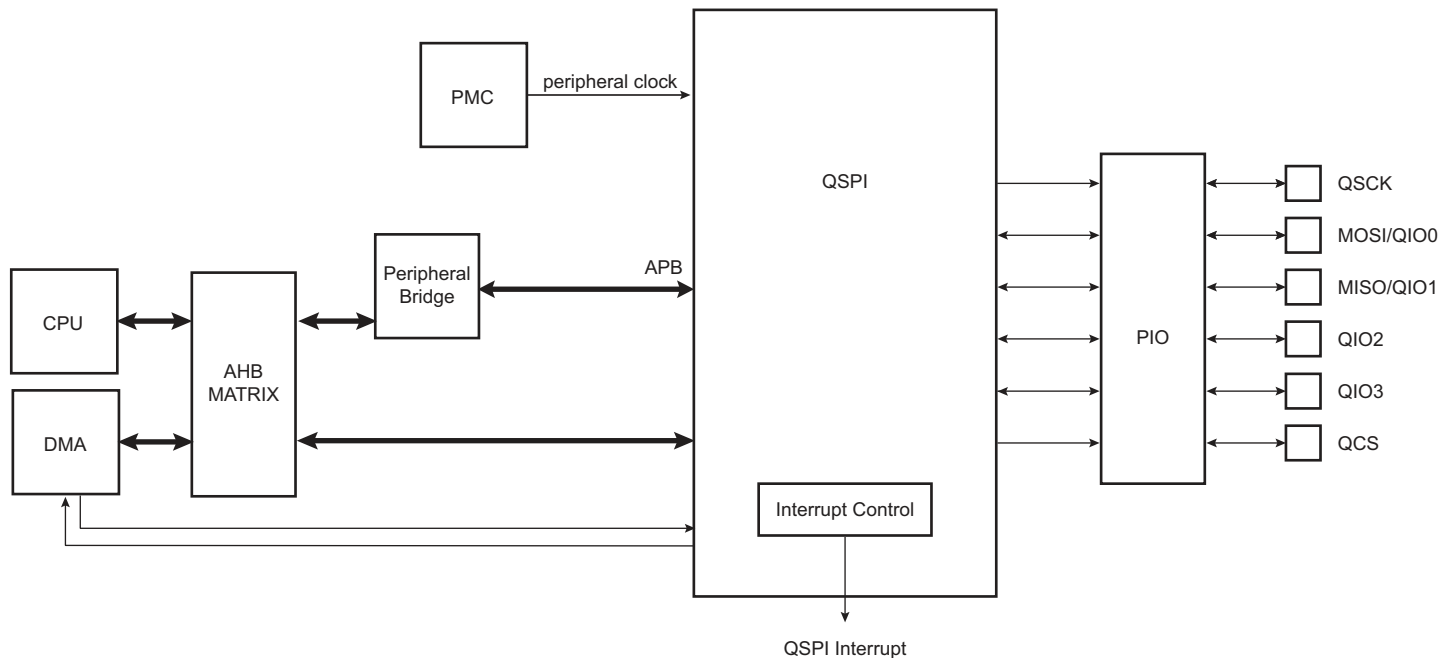 PMC
peripheral clock
QSPI
QSCK
MOSI/QIO0
MISO/QIO1
QIO2
QIO3
QCS
PIO
Peripheral
Bridge
APB
CPU
AHB
MATRIX
DMA
Interrupt Control
QSPI Interrupt